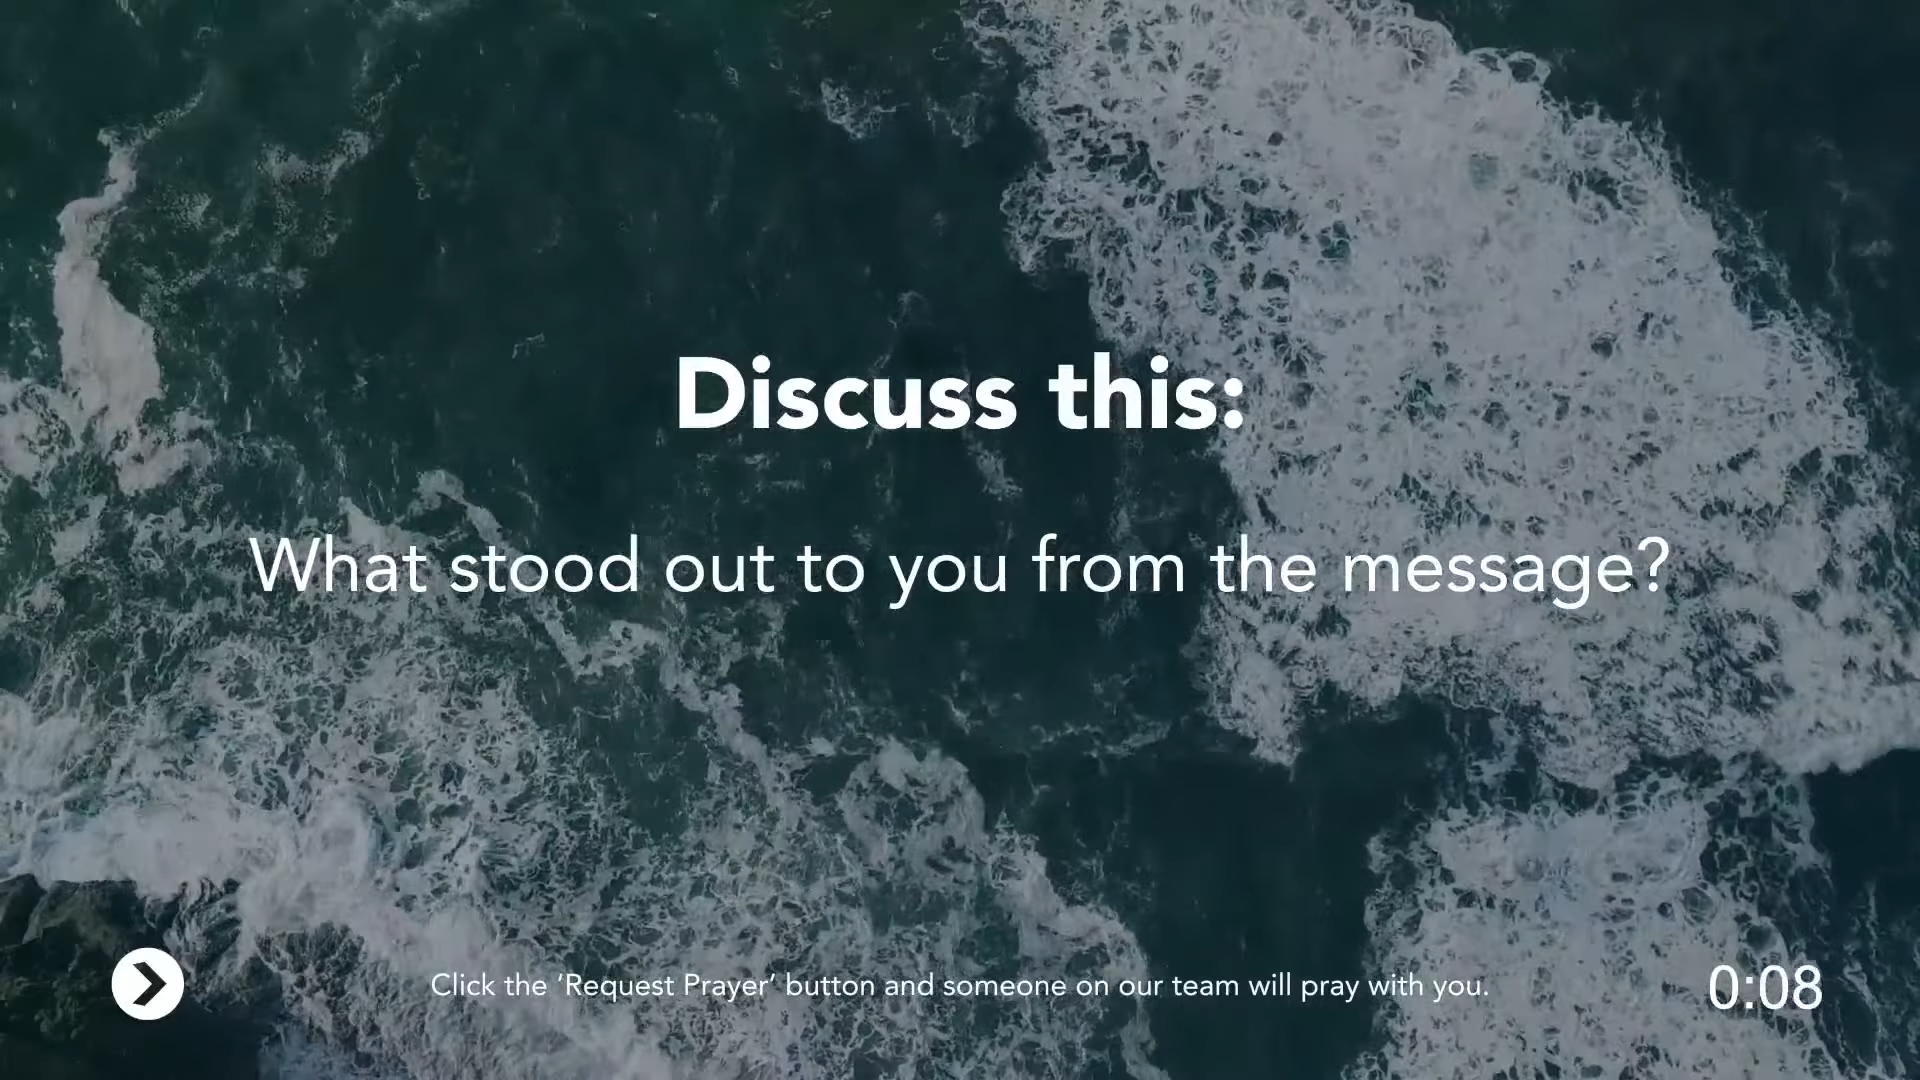 Discuss this:
What stood out to you from the message?
Click the ‘Request Prayer’ button and someone on our team will pray with you.
0:08